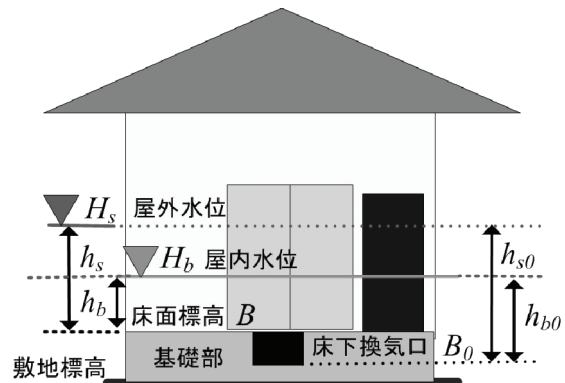 H_s 屋外水位
h_s H_b 屋内水位 h_s0
h_b h_b0
床面標高 B
基礎部 床下換気口 B_0
敷地標高